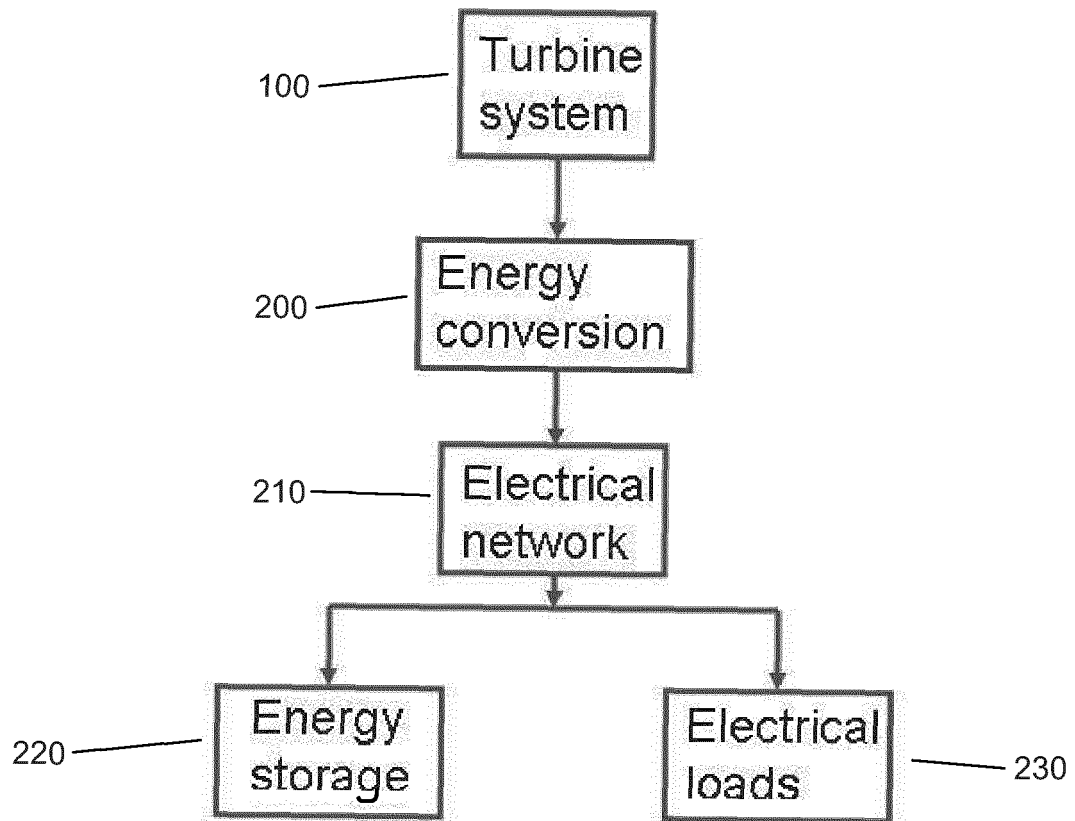 100
Turbine
system
200
Energy
conversion
210
Electrical
network
220
Energy
storage
Electrical
loads
230